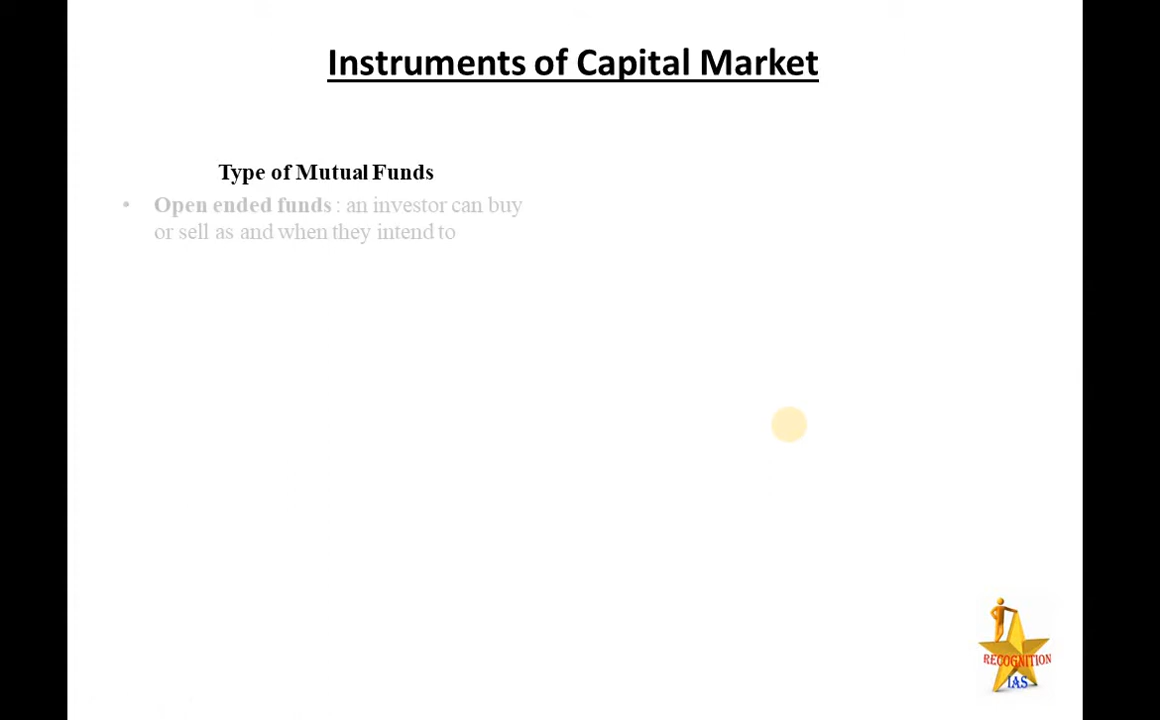 Instruments of Capital Market
Type of Mutual Funds
• Open ended funds : an investor can buy
or sell as and when they intend to
RECOGNITION
IAS